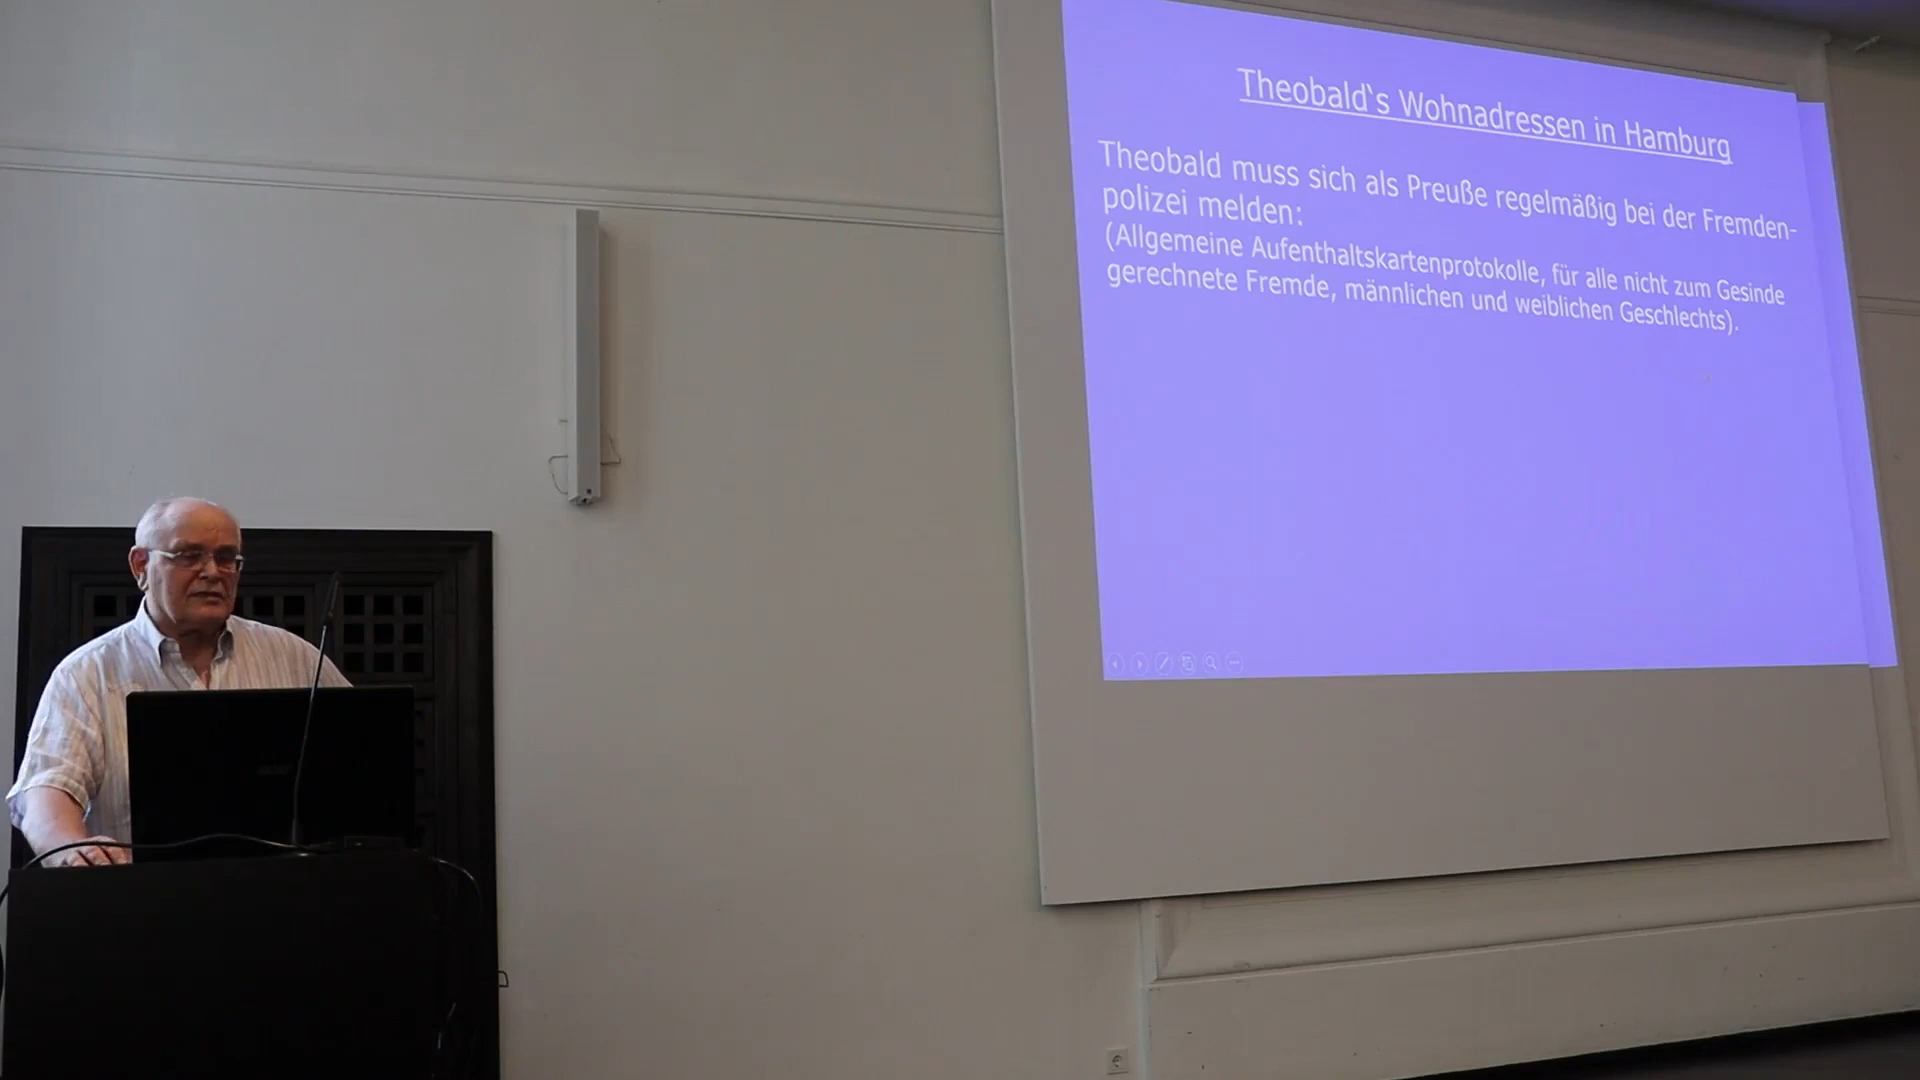 Theobald`s Wohnadressen in Hamburg
Theobald muss sich als Preuße regelmäßig bei der Fremden-
polizei melden:
(Allgemeine Aufenthaltskartenprotokolle, für alle nicht zum Gesinde
gerechnete Fremde, männlichen und weiblichen Geschlechts).